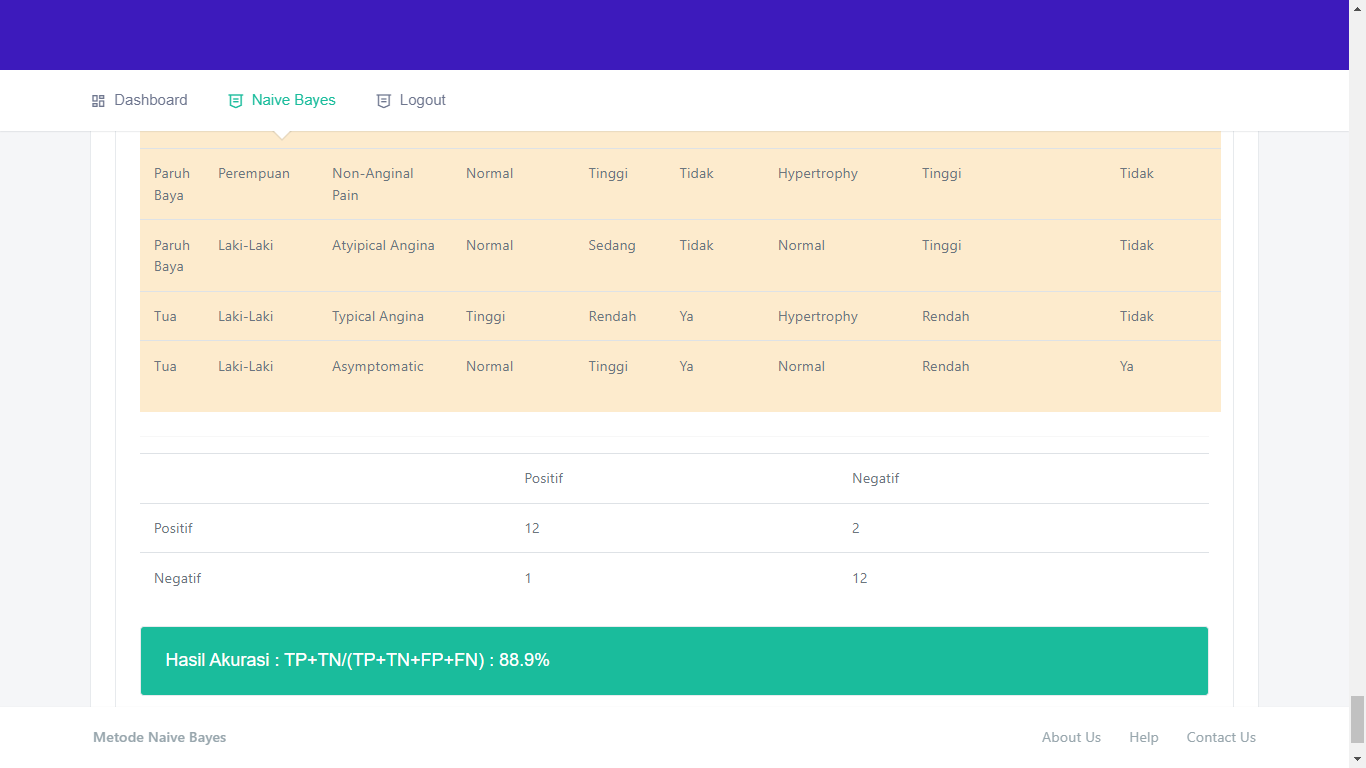 Dashboard Naive Bayes Logout
Paruh Perempuan Non-Anginal Normal Tinggi Tidak Hypertrophy Tinggi Tidak
Baya Pain
Paruh Laki-Laki Atyipical Angina Normal Sedang Tidak Normal Tinggi Tidak
Baya
Tua Laki-Laki Typical Angina Tinggi Rendah Ya Hypertrophy Rendah Tidak
Tua Laki-Laki Asymptomatic Normal Tinggi Ya Normal Rendah Ya
Positif Negatif
Positif 12 2
Negatif 1 12
Hasil Akurasi : TP+TN/(TP+TN+FP+FN) : 88.9%
Metode Naive Bayes About Us Help Contact Us